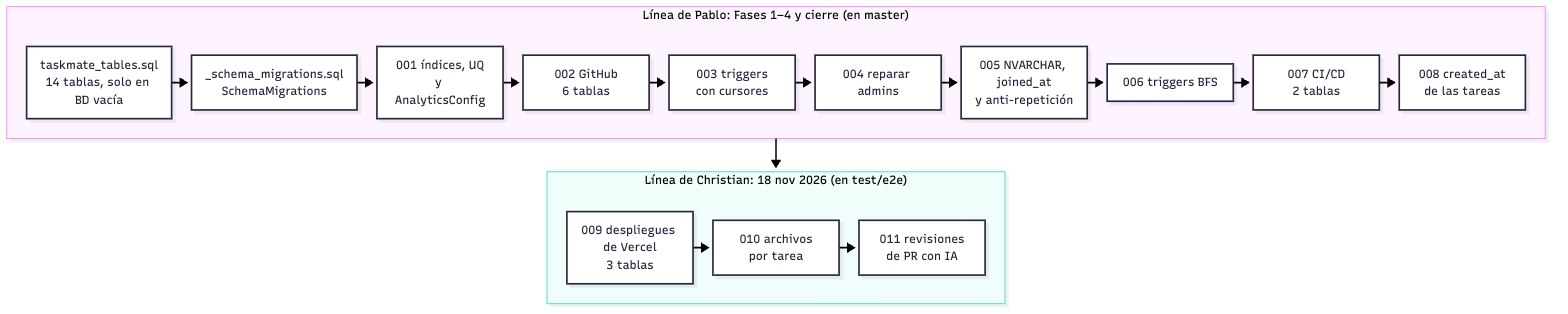 Línea de Pablo: Fases 1–4 y cierre (en master)
taskmate_tables.sql
14 tablas, solo en
BD vacía
_schema_migrations.sql
SchemaMigrations
001 índices, UQ
y
AnalyticsConfig
002 GitHub
6 tablas
003 triggers
con cursores
004 reparar
admins
005 NVARCHAR,
joined_at
y anti-repetición
006 triggers BFS
007 CI/CD
2 tablas
008 created_at
de las tareas
Línea de Christian: 18 nov 2026 (en test/e2e)
009 despliegues
de Vercel
3 tablas
010 archivos
por tarea
011 revisiones
de PR con IA